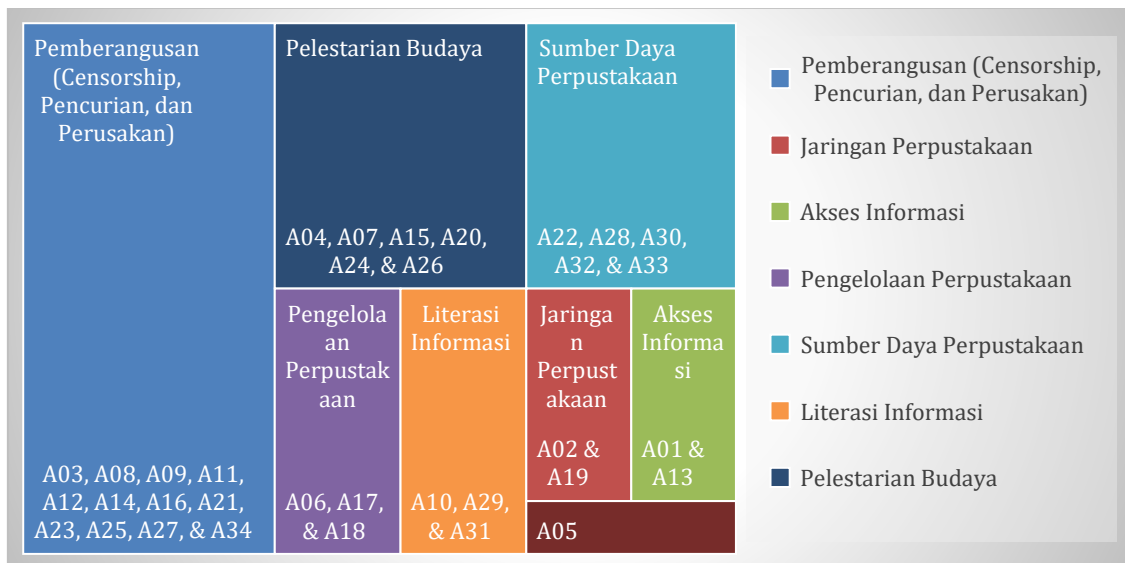 Pemberangusan
(Censorship,
Pencurian, dan
Perusakan)
A03, A08, A09, A11,
A12, A14, A16, A21,
A23, A25, A27, & A34
Pelestarian Budaya
A04, A07, A15, A20,
A24, & A26
Sumber Daya
Perpustakaan
A22, A28, A30,
A32, & A33
Pengelola
an
Perpustak
aan
A06, A17,
& A18
Literasi
Informasi
A10, A29,
& A31
Jaringa
n
Perpust
akaan
A02 &
A19
Akses
Informa
si
A01 &
A13
A05
Pemberangusan (Censorship,
Pencurian, dan Perusakan)
Jaringan Perpustakaan
Akses Informasi
Pengelolaan Perpustakaan
Sumber Daya Perpustakaan
Literasi Informasi
Pelestarian Budaya